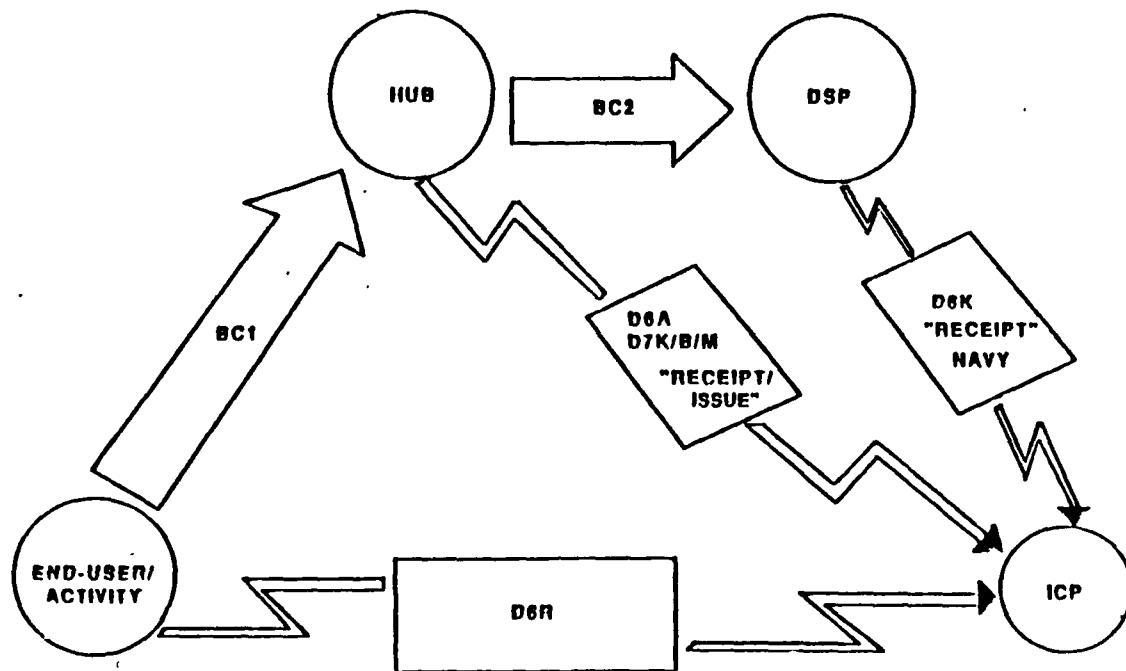 HUB
BC2
DSP
BC1
D6A
D7K/B/M
"RECEIPT/
ISSUE"
D6K
"RECEIPT"
NAVY
END-USER/
ACTIVITY
D6R
ICP